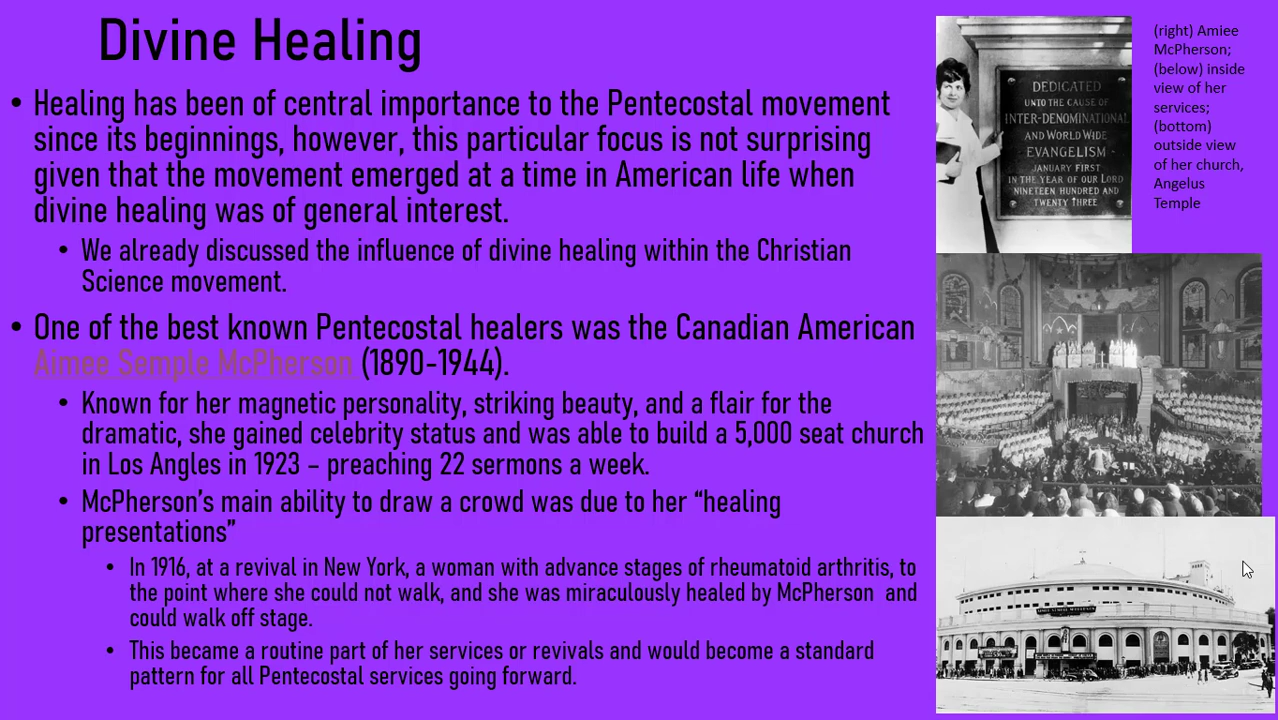 Divine Healing
• Healing has been of central importance to the Pentecostal movement
since its beginnings, however, this particular focus is not surprising
given that the movement emerged at a time in American life when
divine healing was of general interest.
• We already discussed the influence of divine healing within the Christian
Science movement.
• One of the best known Pentecostal healers was the Canadian American
Aimee Semple McPherson (1890-1944).
• Known for her magnetic personality, striking beauty, and a flair for the
dramatic, she gained celebrity status and was able to build a 5,000 seat church
in Los Angles in 1923 – preaching 22 sermons a week.
• McPherson’s main ability to draw a crowd was due to her “healing
presentations”
• In 1916, at a revival in New York, a woman with advance stages of rheumatoid arthritis, to
the point where she could not walk, and she was miraculously healed by McPherson and
could walk off stage.
• This became a routine part of her services or revivals and would become a standard
pattern for all Pentecostal services going forward.
DEDICATED
UNTO THE CAUSE OF
INTER-DENOMINATIONAL
AND WORLD WIDE
EVANGELISM -
JANUARY FIRST
IN THE YEAR OF OUR LORD
NINETEEN HUNDRED AND
TWENTY THREE
(right) Amiee
McPherson;
(below) inside
view of her
services;
(bottom)
outside view
of her church,
Angelus
Temple